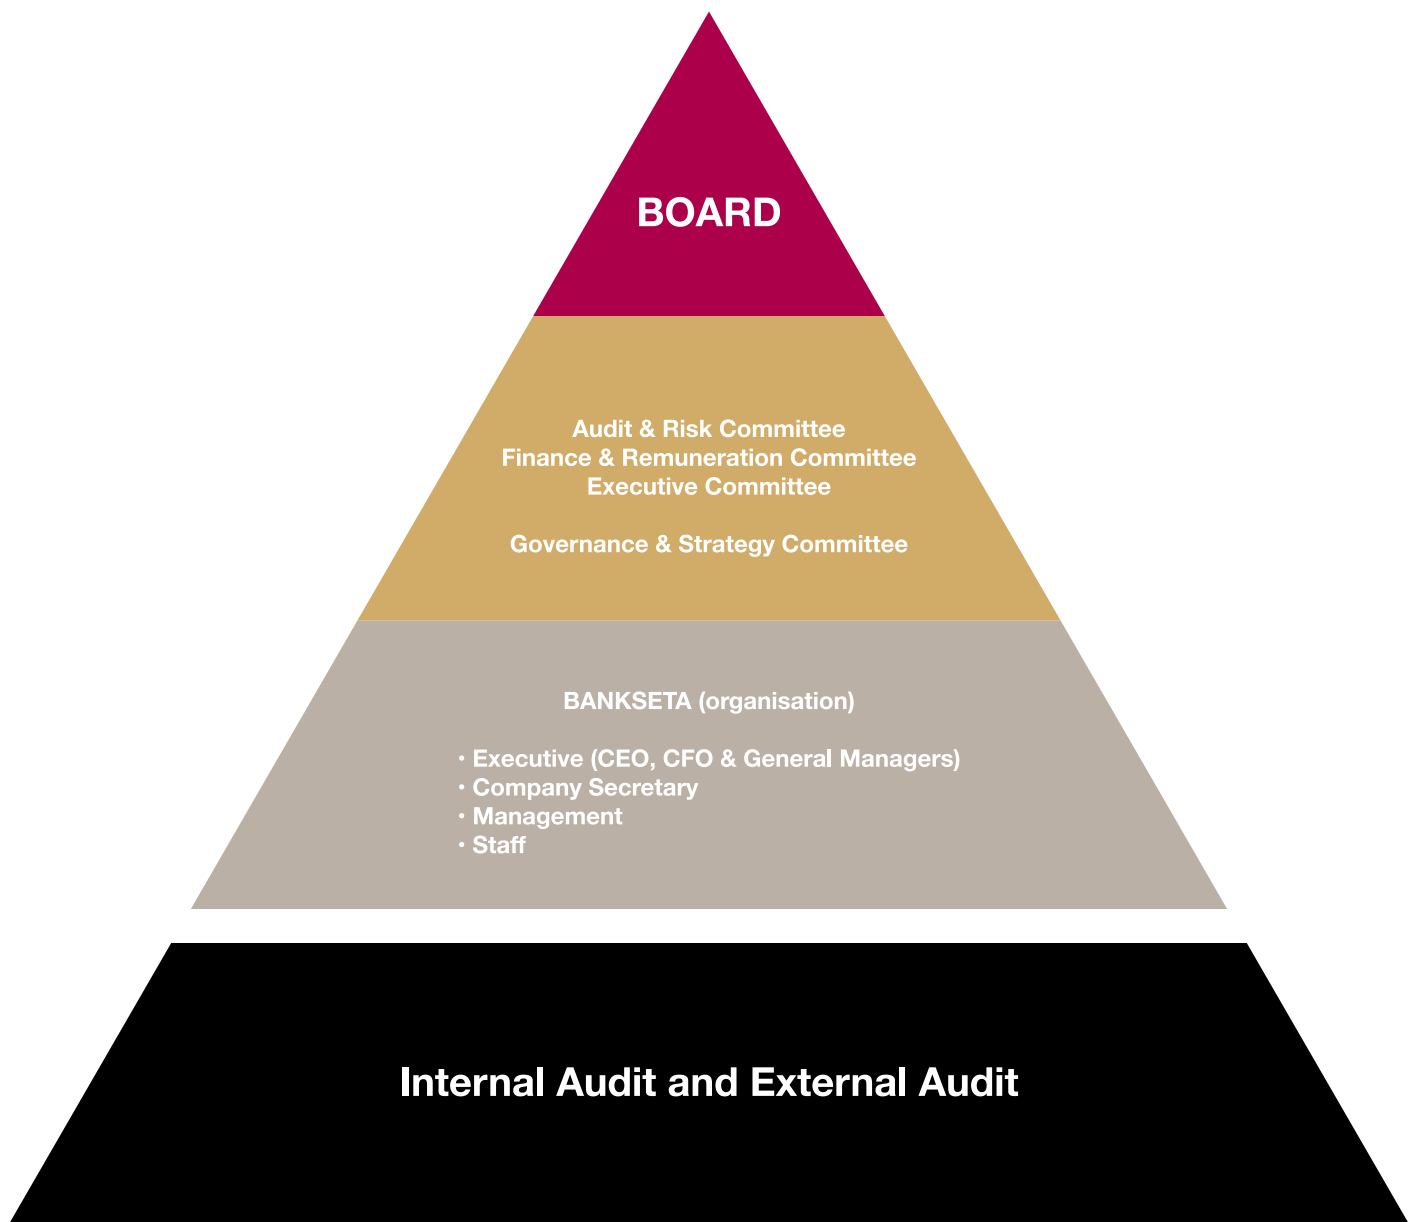 BOARD
Audit & Risk Committee
Finance & Remuneration Committee
Executive Committee
Governance & Strategy Committee
BANKSETA (organisation)
• Executive (CEO, CFO & General Managers)
• Company Secretary
• Management
• Staff
Internal Audit and External Audit